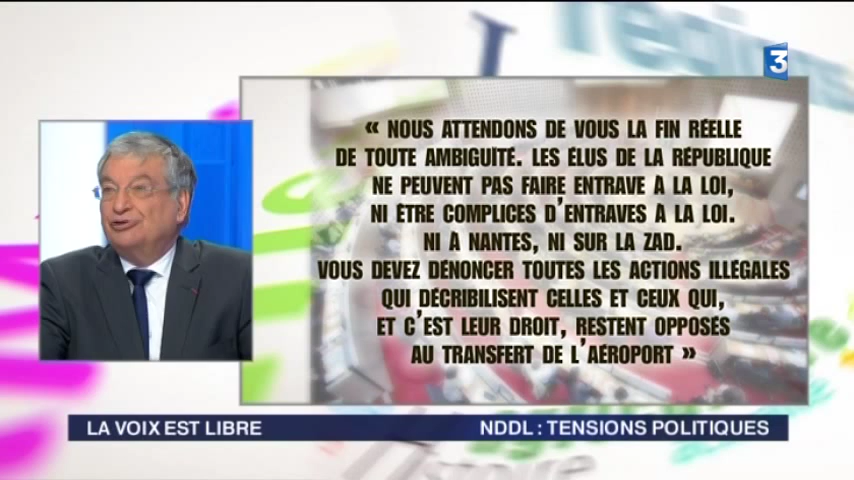 3
« NOUS ATTENDONS DE VOUS LA FIN RÉELLE
DE TOUTE AMBIGUÏTÉ. LES ÉLUS DE LA RÉPUBLIQUE
NE PEUVENT PAS FAIRE ENTRAVE À LA LOI,
NI ÊTRE COMPLICES D'ENTRAVES À LA LOI.
NI À NANTES, NI SUR LA ZAD.
VOUS DEVEZ DÉNONCER TOUTES LES ACTIONS ILLÉGALES
QUI DÉCRIBILISENT CELLES ET CEUX QUI,
ET C'EST LEUR DROIT, RESTENT OPPOSÉS
AU TRANSFERT DE L'AÉROPORT »
LA VOIX EST LIBRE
NDDL : TENSIONS POLITIQUES